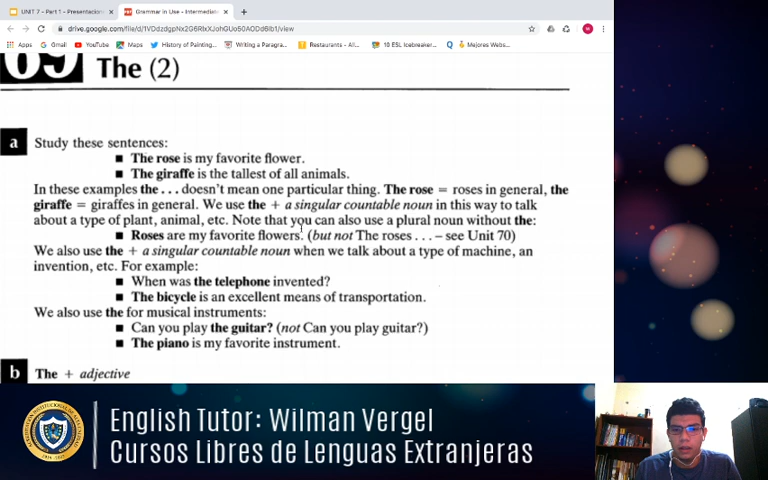 UNIT 7 - Part 1 - Presentacion
Grammar in Use - Intermediate
drive.google.com/file/d/1VDdzdgpNx2G6RlxXJohGUo50AODd6lb1/view
Apps
Gmail
YouTube
Maps
History of Painting...
Writing a Paragra...
Restaurants - All...
10 ESL Icebreaker...
Mejores Webs...
69 The (2)
a Study these sentences:
■ The rose is my favorite flower.
■ The giraffe is the tallest of all animals.
In these examples the . . . doesn't mean one particular thing. The rose = roses in general, the
giraffe = giraffes in general. We use the + a singular countable noun in this way to talk
about a type of plant, animal, etc. Note that you can also use a plural noun without the:
■ Roses are my favorite flowers. (but not The roses . . . – see Unit 70)
We also use the + a singular countable noun when we talk about a type of machine, an
invention, etc. For example:
■ When was the telephone invented?
■ The bicycle is an excellent means of transportation.
We also use the for musical instruments:
■ Can you play the guitar? (not Can you play guitar?)
■ The piano is my favorite instrument.
b The + adjective
English Tutor: Wilman Vergel
Cursos Libres de Lenguas Extranjeras